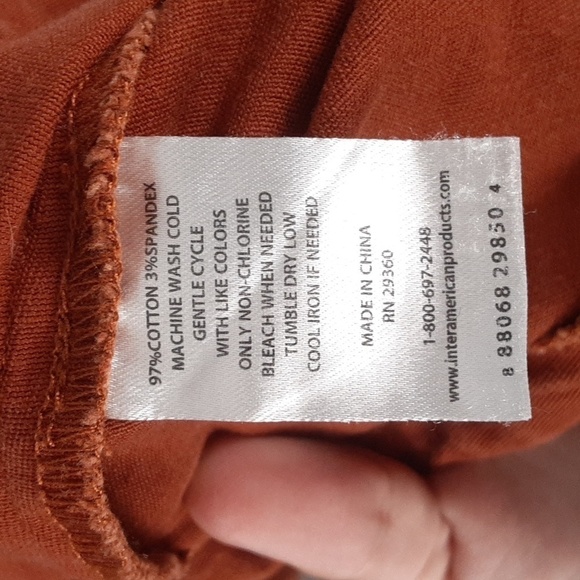 97%COTTON 3%SPANDEX
MACHINE WASH COLD
GENTLE CYCLE
WITH LIKE COLORS
ONLY NON-CHLORINE
BLEACH WHEN NEEDED
TUMBLE DRY LOW
COOL IRON IF NEEDED
MADE IN CHINA
RN 29360
1-800-697-2448
www.interamericanproducts.com
8 88068 29850 4